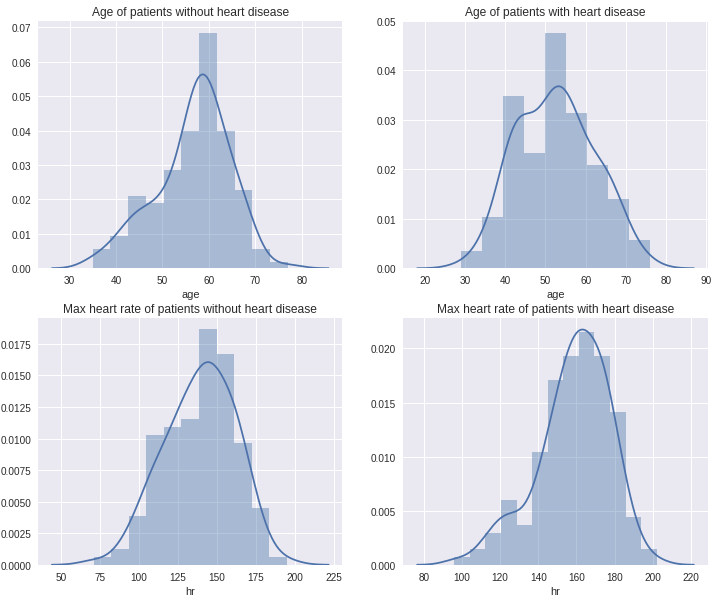 Age of patients without heart disease
0.07
0.06
0.05
0.04
0.03
0.02
0.01
0.00
30 40 50 60 70 80
age
Age of patients with heart disease
0.05
0.04
0.03
0.02
0.01
0.00
20 30 40 50 60 70 80 90
age
Max heart rate of patients without heart disease
0.0175
0.0150
0.0125
0.0100
0.0075
0.0050
0.0025
0.0000
50 75 100 125 150 175 200 225
hr
Max heart rate of patients with heart disease
0.020
0.015
0.010
0.005
0.000
80 100 120 140 160 180 200 220
hr